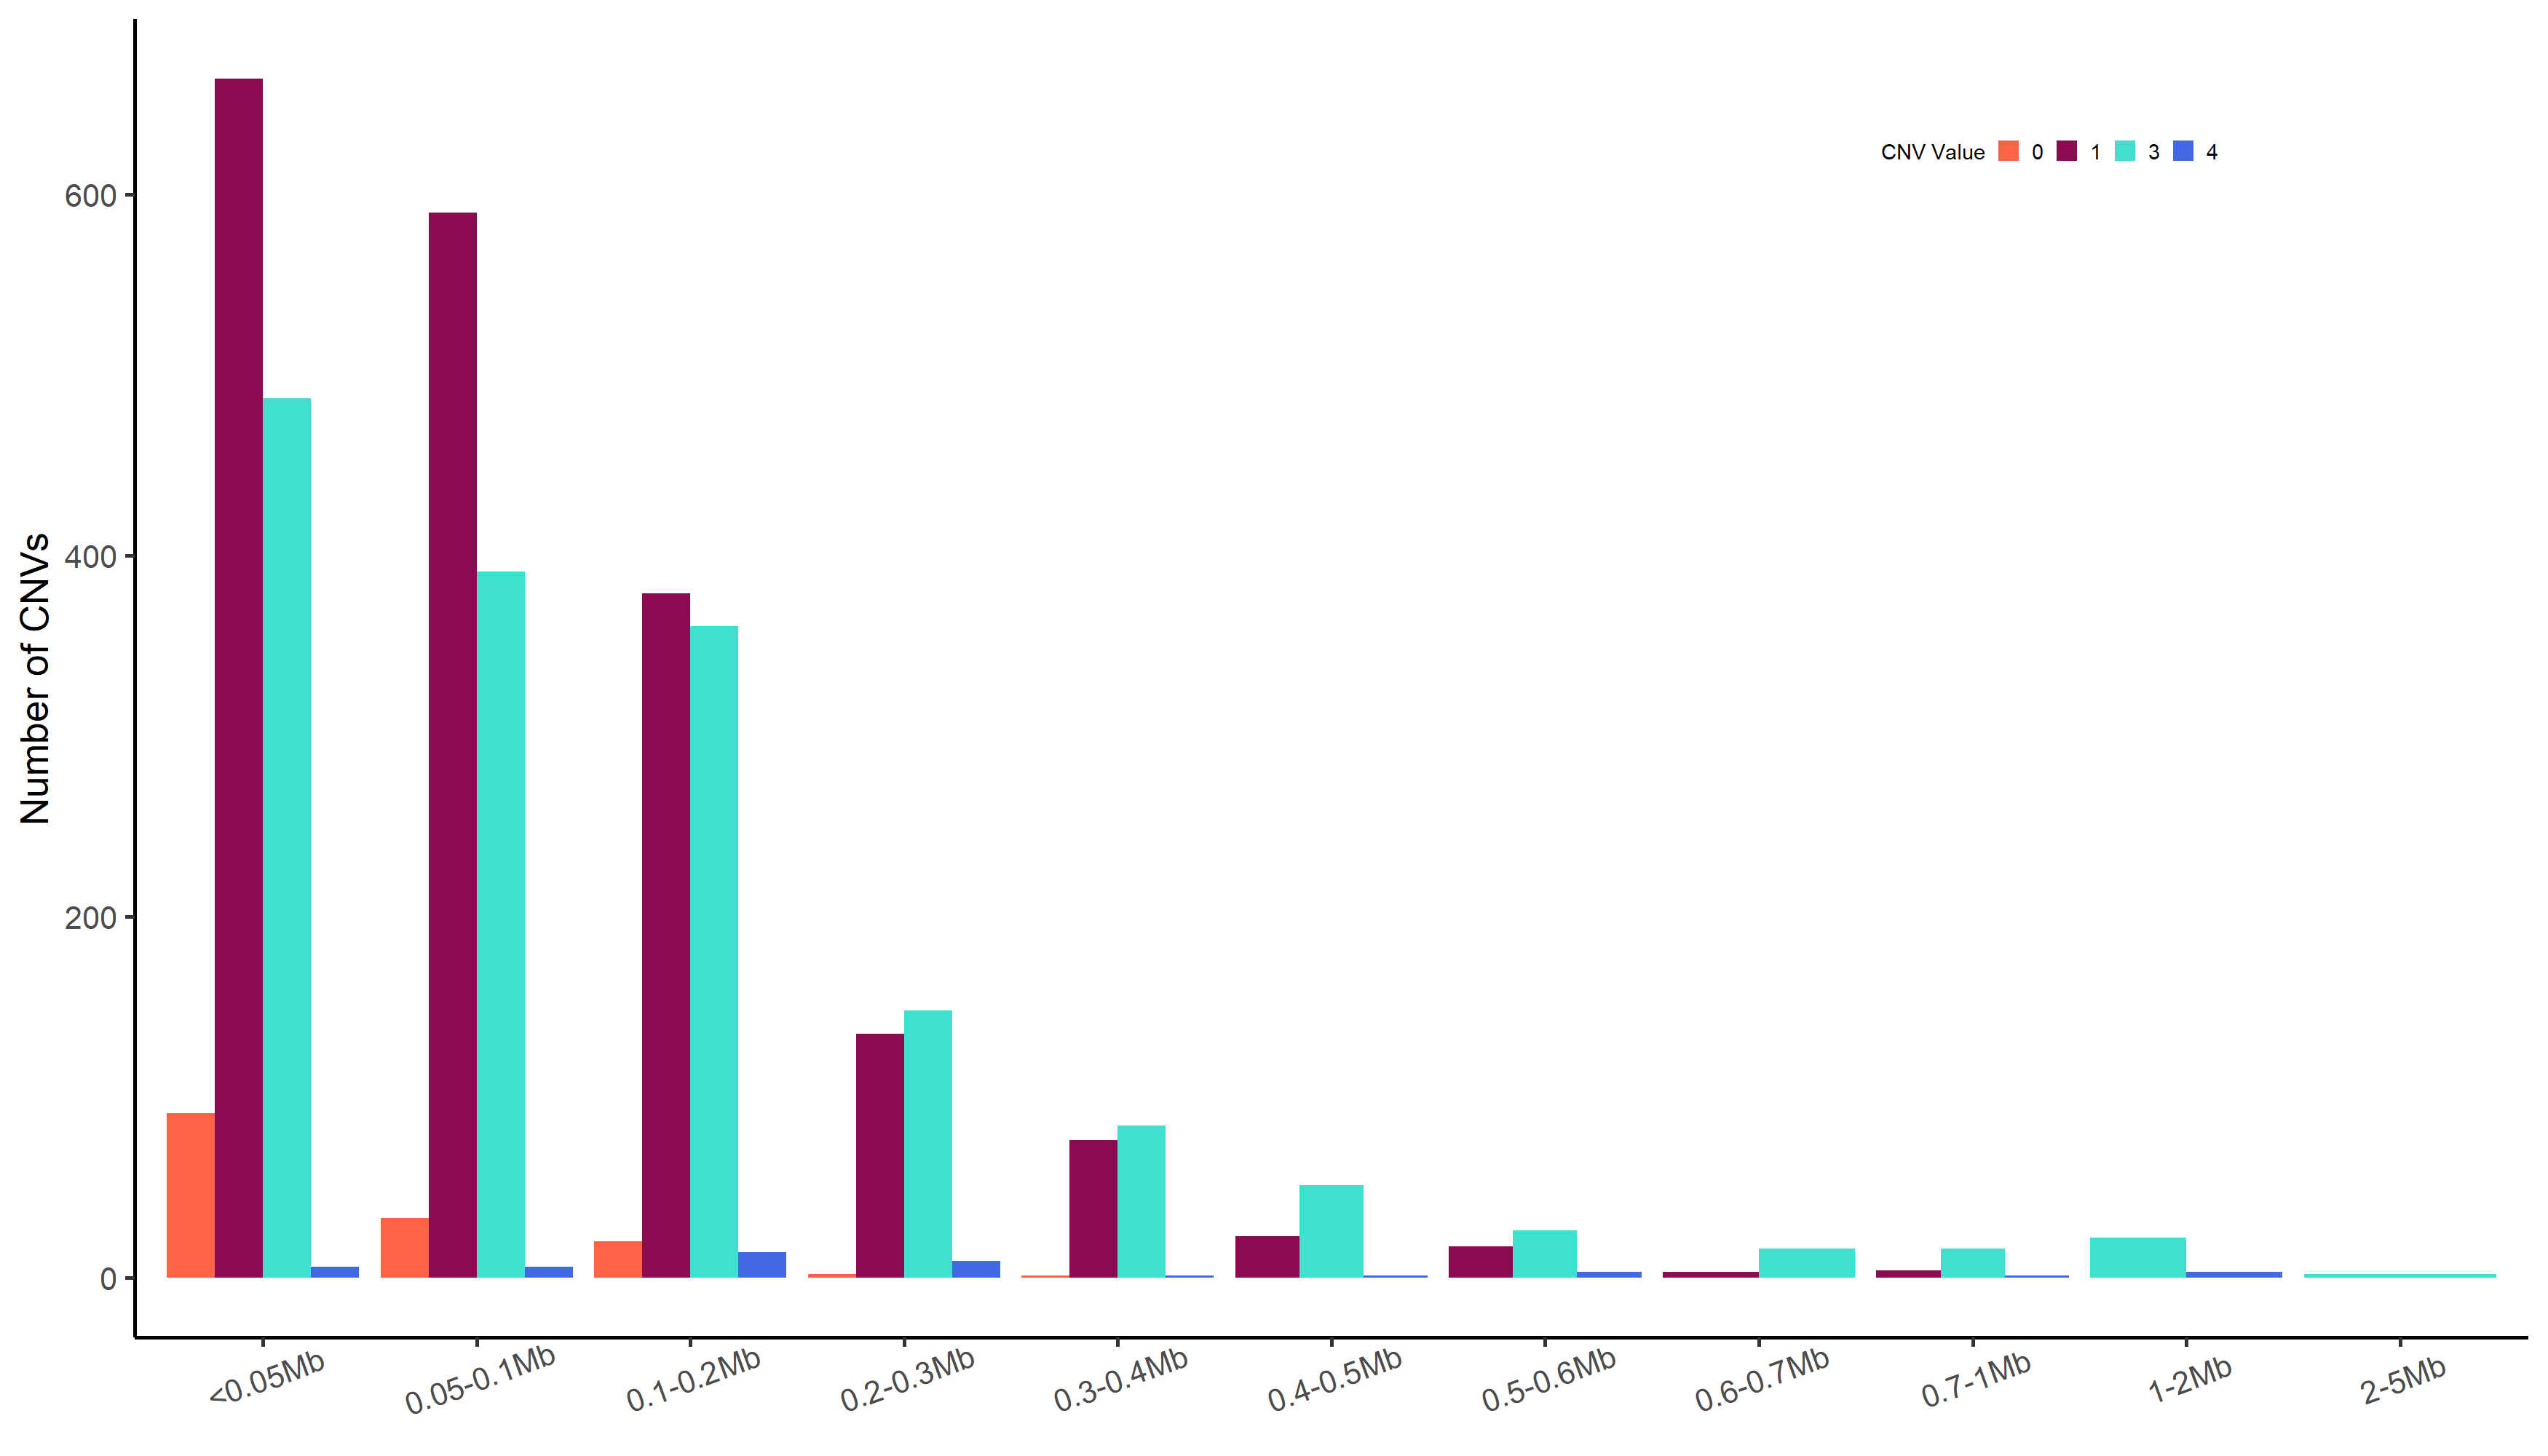 CNV Value 0 1 3 4
Number of CNVs
600
400
200
0
<0.05Mb
0.05-0.1Mb
0.1-0.2Mb
0.2-0.3Mb
0.3-0.4Mb
0.4-0.5Mb
0.5-0.6Mb
0.6-0.7Mb
0.7-1Mb
1-2Mb
2-5Mb